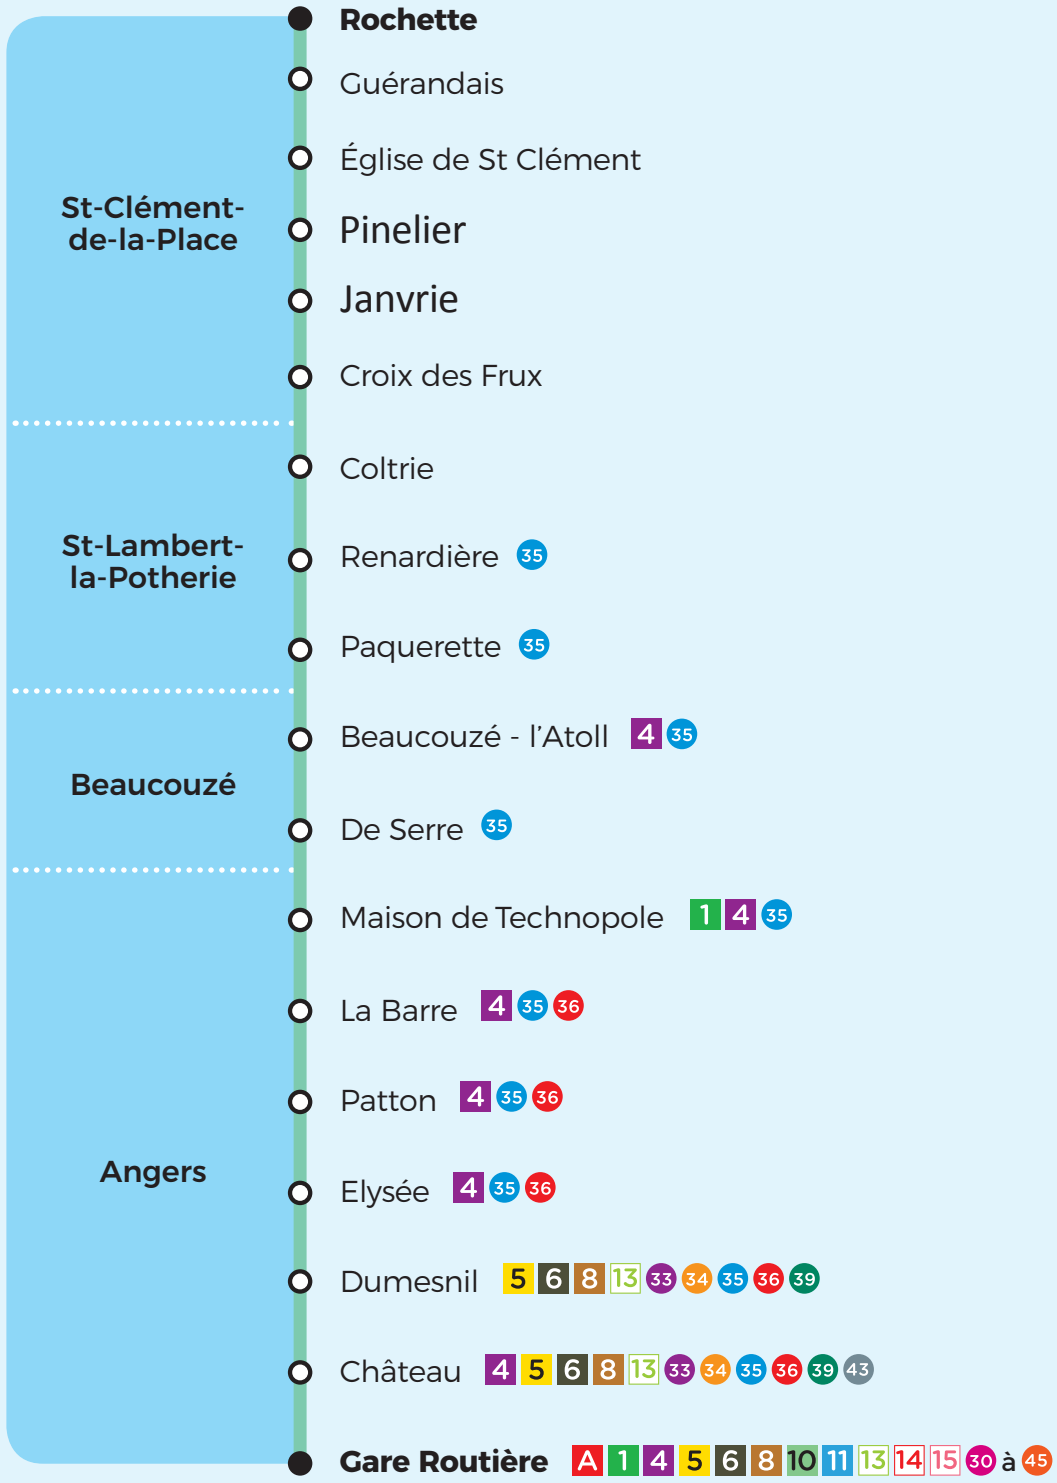 Rochette
Guérandais
Église de St Clément
St-Clément-
de-la-Place
Pinelier
Janvrie
Croix des Frux
Coltrie
St-Lambert-
la-Potherie
Renardière 35
Paquerette 35
Beaucouzé - l’Atoll 4 35
Beaucouzé
De Serre 35
Maison de Technopole 1 4 35
La Barre 4 35 36
Patton 4 35 36
Angers
Elysée 4 35 36
Dumesnil 5 6 8 13 33 34 35 36 39
Château 4 5 6 8 13 33 34 35 36 39 43
Gare Routière A 1 4 5 6 8 10 11 13 14 15 30 à 45